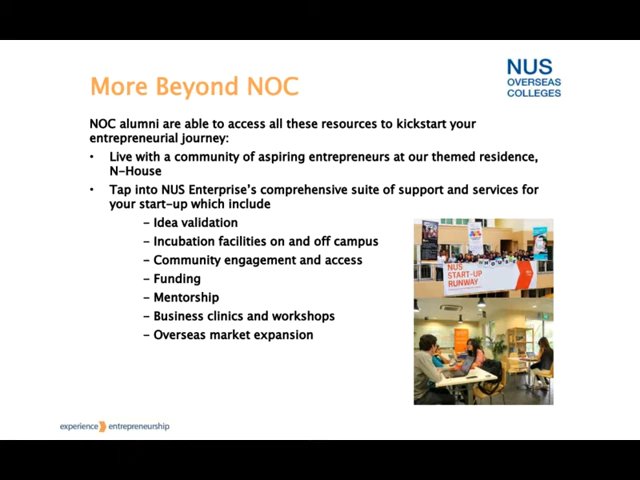 More Beyond NOC
NUS
OVERSEAS
COLLEGES
NOC alumni are able to access all these resources to kickstart your
entrepreneurial journey:
• Live with a community of aspiring entrepreneurs at our themed residence,
N-House
• Tap into NUS Enterprise's comprehensive suite of support and services for
your start-up which include
– Idea validation
– Incubation facilities on and off campus
– Community engagement and access
– Funding
– Mentorship
– Business clinics and workshops
– Overseas market expansion
NUS
START-UP
RUNWAY
experience entrepreneurship